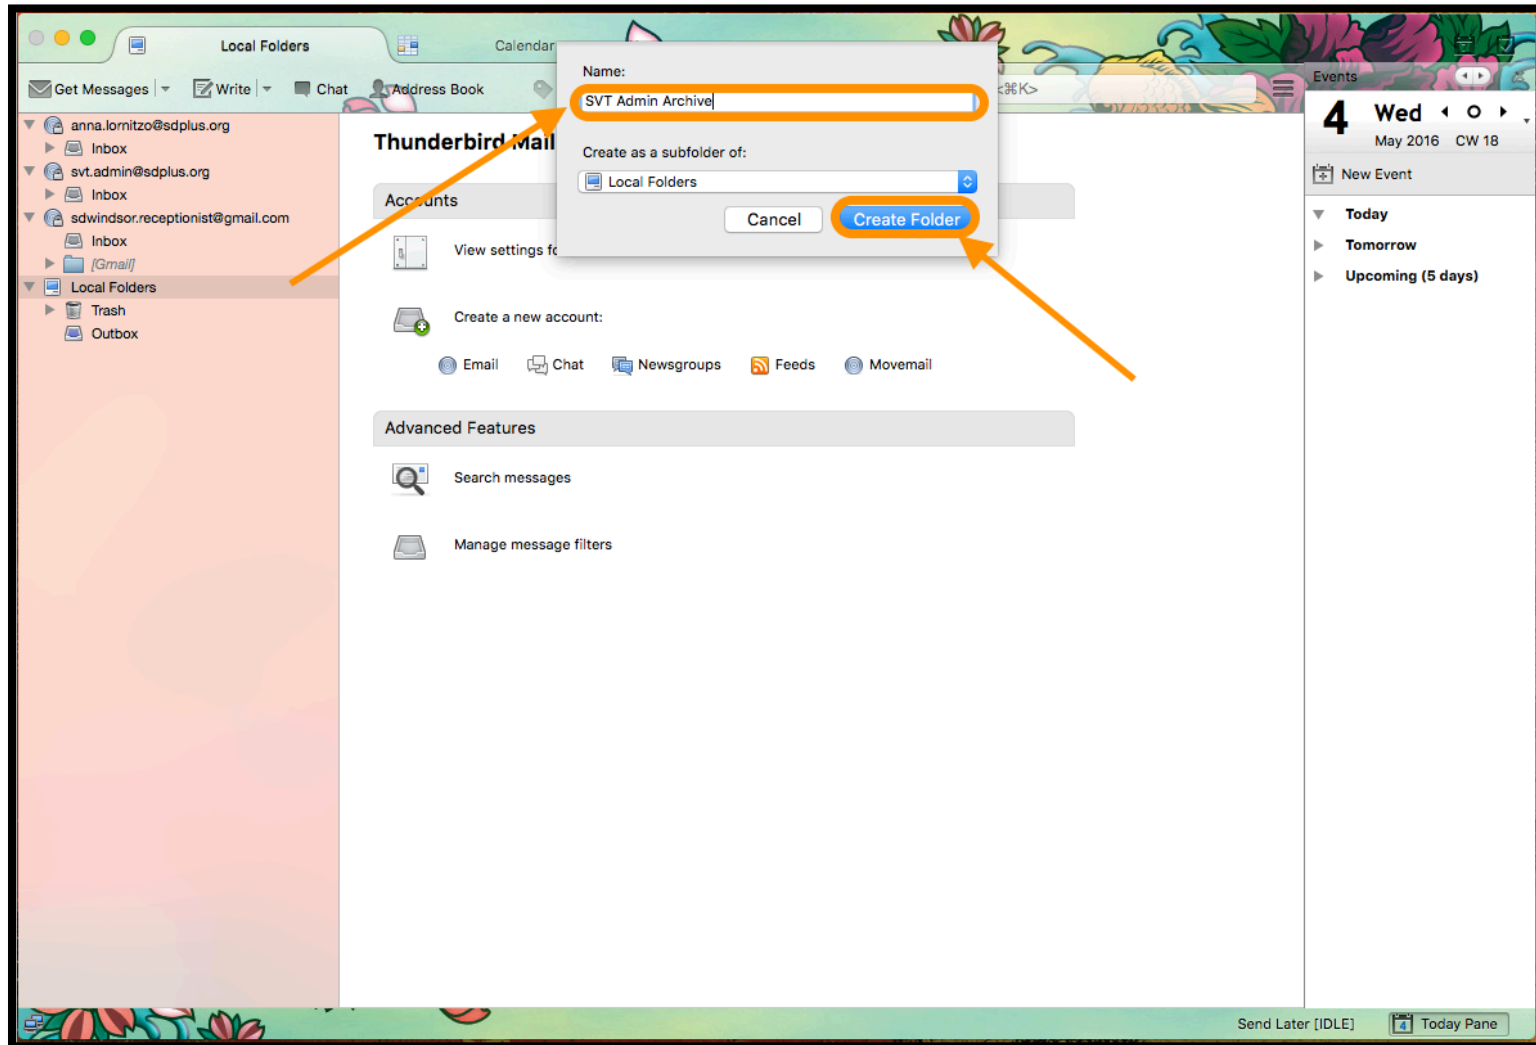 Local Folders
Calendar
Get Messages
Write
Chat
Address Book
<⌘K>
anna.lornitzo@sdplus.org
Inbox
svt.admin@sdplus.org
Inbox
sdwindsor.receptionist@gmail.com
Inbox
[Gmail]
Local Folders
Trash
Outbox
Name:
SVT Admin Archive
Create as a subfolder of:
Local Folders
Cancel
Create Folder
Thunderbird Mail
Accounts
View settings fo
Create a new account:
Email
Chat
Newsgroups
Feeds
Movemail
Advanced Features
Search messages
Manage message filters
Events
4
Wed
May 2016 CW 18
New Event
Today
Tomorrow
Upcoming (5 days)
Send Later [IDLE]
4
Today Pane